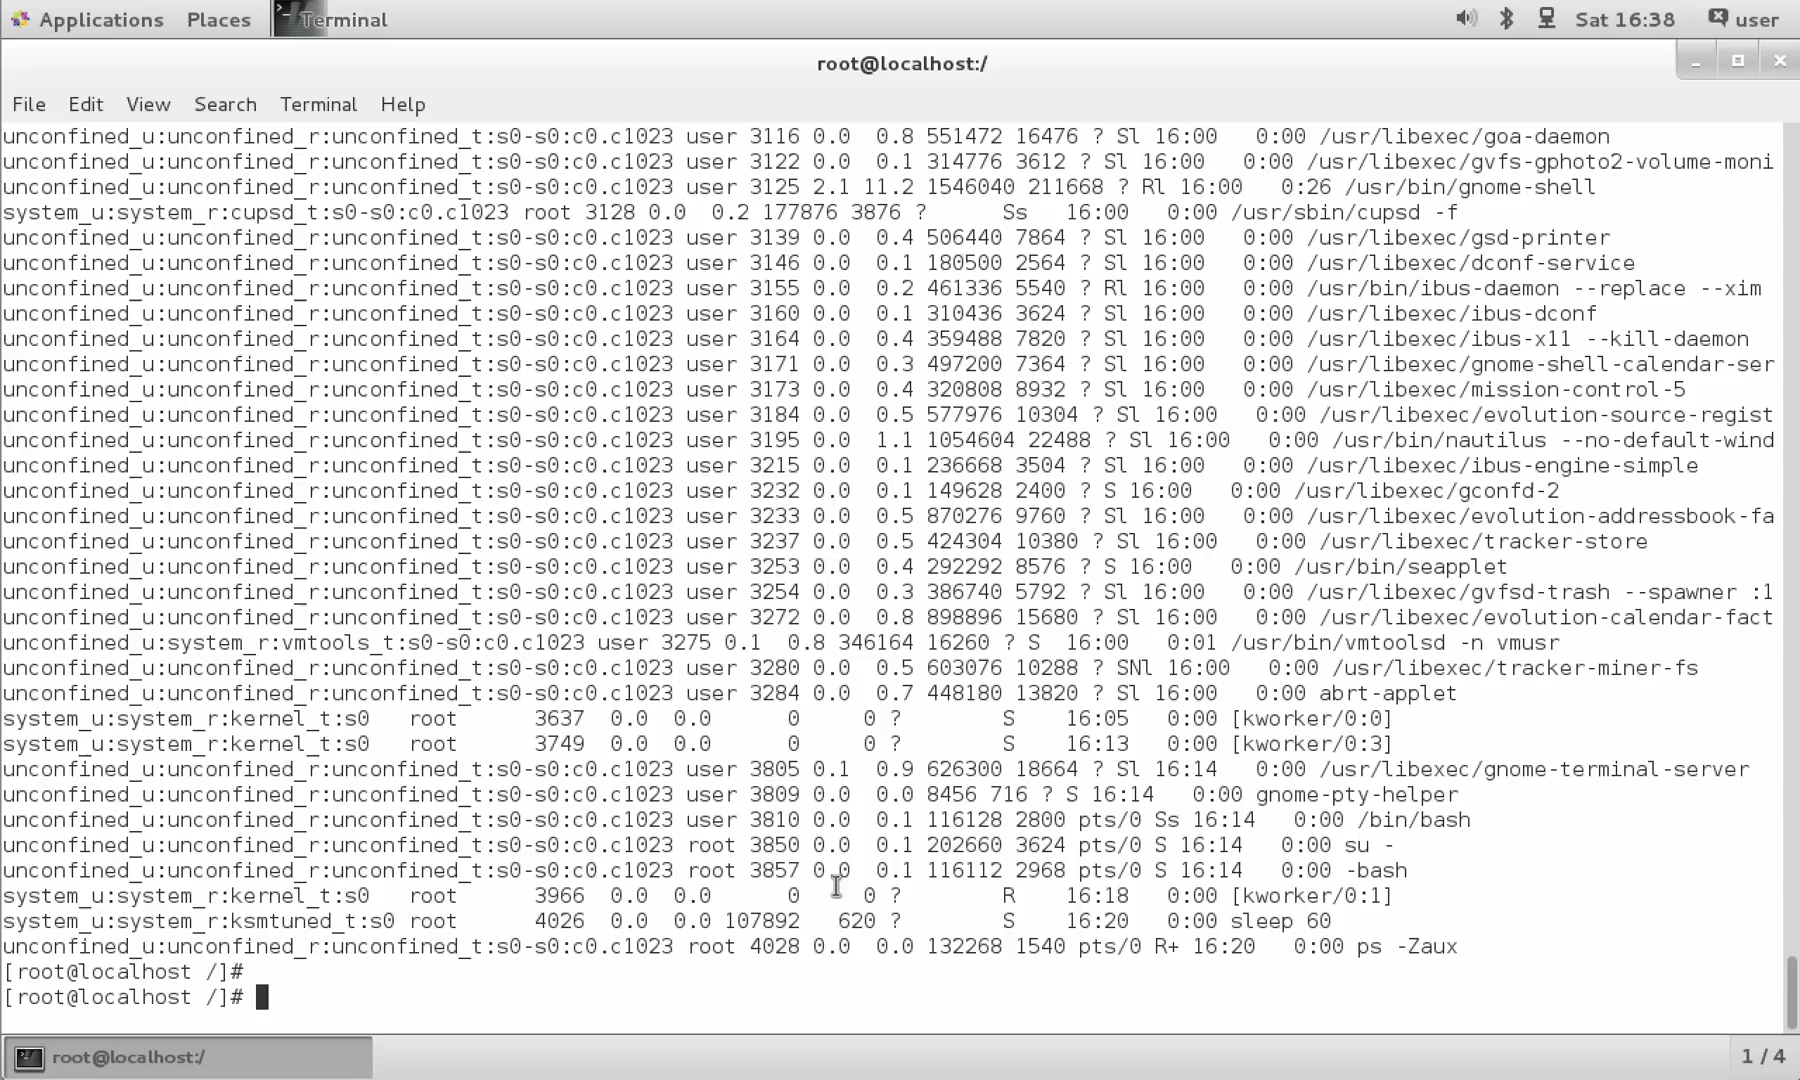 Applications Places Terminal Sat 16:38 user
root@localhost:/
File Edit View Search Terminal Help
unconfined_u:unconfined_r:unconfined_t:s0-s0:c0.c1023 user 3116 0.0  0.8 551472 16476 ? Sl 16:00   0:00 /usr/libexec/goa-daemon
unconfined_u:unconfined_r:unconfined_t:s0-s0:c0.c1023 user 3122 0.0  0.1 314776 3612 ? Sl 16:00   0:00 /usr/libexec/gvfs-gphoto2-volume-moni
unconfined_u:unconfined_r:unconfined_t:s0-s0:c0.c1023 user 3125 2.1 11.2 1546040 211668 ? Rl 16:00   0:26 /usr/bin/gnome-shell
system_u:system_r:cupsd_t:s0-s0:c0.c1023 root 3128 0.0  0.2 177876 3876 ?      Ss   16:00   0:00 /usr/sbin/cupsd -f
unconfined_u:unconfined_r:unconfined_t:s0-s0:c0.c1023 user 3139 0.0  0.4 506440 7864 ? Sl 16:00   0:00 /usr/libexec/gsd-printer
unconfined_u:unconfined_r:unconfined_t:s0-s0:c0.c1023 user 3146 0.0  0.1 180500 2564 ? Sl 16:00   0:00 /usr/libexec/dconf-service
unconfined_u:unconfined_r:unconfined_t:s0-s0:c0.c1023 user 3155 0.0  0.2 461336 5540 ? Rl 16:00   0:00 /usr/bin/ibus-daemon --replace --xim
unconfined_u:unconfined_r:unconfined_t:s0-s0:c0.c1023 user 3160 0.0  0.1 310436 3624 ? Sl 16:00   0:00 /usr/libexec/ibus-dconf
unconfined_u:unconfined_r:unconfined_t:s0-s0:c0.c1023 user 3164 0.0  0.4 359488 7820 ? Sl 16:00   0:00 /usr/libexec/ibus-x11 --kill-daemon
unconfined_u:unconfined_r:unconfined_t:s0-s0:c0.c1023 user 3171 0.0  0.3 497200 7364 ? Sl 16:00   0:00 /usr/libexec/gnome-shell-calendar-ser
unconfined_u:unconfined_r:unconfined_t:s0-s0:c0.c1023 user 3173 0.0  0.4 320808 8932 ? Sl 16:00   0:00 /usr/libexec/mission-control-5
unconfined_u:unconfined_r:unconfined_t:s0-s0:c0.c1023 user 3184 0.0  0.5 577976 10304 ? Sl 16:00   0:00 /usr/libexec/evolution-source-regist
unconfined_u:unconfined_r:unconfined_t:s0-s0:c0.c1023 user 3195 0.0  1.1 1054604 22488 ? Sl 16:00   0:00 /usr/bin/nautilus --no-default-wind
unconfined_u:unconfined_r:unconfined_t:s0-s0:c0.c1023 user 3215 0.0  0.1 236668 3504 ? Sl 16:00   0:00 /usr/libexec/ibus-engine-simple
unconfined_u:unconfined_r:unconfined_t:s0-s0:c0.c1023 user 3232 0.0  0.1 149628 2400 ? S 16:00   0:00 /usr/libexec/gconfd-2
unconfined_u:unconfined_r:unconfined_t:s0-s0:c0.c1023 user 3233 0.0  0.5 870276 9760 ? Sl 16:00   0:00 /usr/libexec/evolution-addressbook-fa
unconfined_u:unconfined_r:unconfined_t:s0-s0:c0.c1023 user 3237 0.0  0.5 424304 10380 ? Sl 16:00   0:00 /usr/libexec/tracker-store
unconfined_u:unconfined_r:unconfined_t:s0-s0:c0.c1023 user 3253 0.0  0.4 292292 8576 ? S 16:00   0:00 /usr/bin/seapplet
unconfined_u:unconfined_r:unconfined_t:s0-s0:c0.c1023 user 3254 0.0  0.3 386740 5792 ? Sl 16:00   0:00 /usr/libexec/gvfsd-trash --spawner :1
unconfined_u:unconfined_r:unconfined_t:s0-s0:c0.c1023 user 3272 0.0  0.8 898896 15680 ? Sl 16:00   0:00 /usr/libexec/evolution-calendar-fact
unconfined_u:system_r:vmtools_t:s0-s0:c0.c1023 user 3275 0.1  0.8 346164 16260 ? S  16:00   0:01 /usr/bin/vmtoolsd -n vmusr
unconfined_u:unconfined_r:unconfined_t:s0-s0:c0.c1023 user 3280 0.0  0.5 603076 10288 ? SNl 16:00   0:00 /usr/libexec/tracker-miner-fs
unconfined_u:unconfined_r:unconfined_t:s0-s0:c0.c1023 user 3284 0.0  0.7 448180 13820 ? Sl 16:00   0:00 abrt-applet
system_u:system_r:kernel_t:s0   root      3637  0.0  0.0      0     0 ?        S    16:05   0:00 [kworker/0:0]
system_u:system_r:kernel_t:s0   root      3749  0.0  0.0      0     0 ?        S    16:13   0:00 [kworker/0:3]
unconfined_u:unconfined_r:unconfined_t:s0-s0:c0.c1023 user 3805 0.1  0.9 626300 18664 ? Sl 16:14   0:00 /usr/libexec/gnome-terminal-server
unconfined_u:unconfined_r:unconfined_t:s0-s0:c0.c1023 user 3809 0.0  0.0 8456 716 ? S 16:14   0:00 gnome-pty-helper
unconfined_u:unconfined_r:unconfined_t:s0-s0:c0.c1023 user 3810 0.0  0.1 116128 2800 pts/0 Ss 16:14   0:00 /bin/bash
unconfined_u:unconfined_r:unconfined_t:s0-s0:c0.c1023 root 3850 0.0  0.1 202660 3624 pts/0 S 16:14   0:00 su -
unconfined_u:unconfined_r:unconfined_t:s0-s0:c0.c1023 root 3857 0.0  0.1 116112 2968 pts/0 S 16:14   0:00 -bash
system_u:system_r:kernel_t:s0   root      3966  0.0  0.0      0     0 ?        R    16:18   0:00 [kworker/0:1]
system_u:system_r:ksmtuned_t:s0 root      4026  0.0  0.0 107892   620 ?        S    16:20   0:00 sleep 60
unconfined_u:unconfined_r:unconfined_t:s0-s0:c0.c1023 root 4028 0.0  0.0 132268 1540 pts/0 R+ 16:20   0:00 ps -Zaux
[root@localhost /]#
[root@localhost /]#
root@localhost:/ 1 / 4